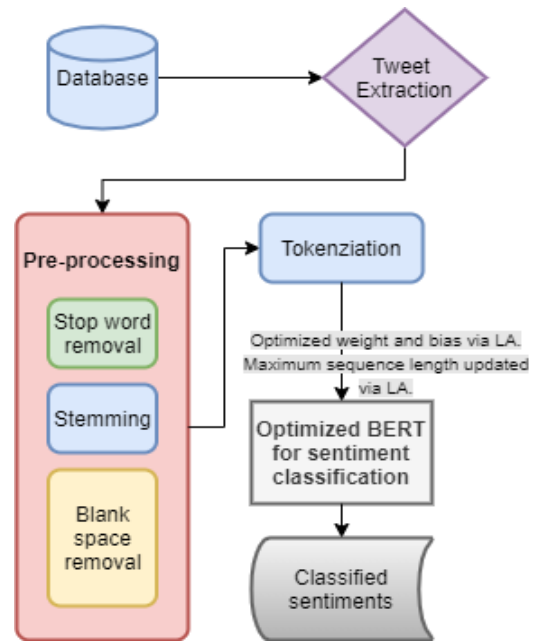 Database
Tweet
Extraction
Pre-processing
Stop word
removal
Stemming
Blank
space
removal
Tokenziation
Optimized weight and bias via LA.
Maximum sequence length updated
via LA.
Optimized BERT
for sentiment
classification
Classified
sentiments